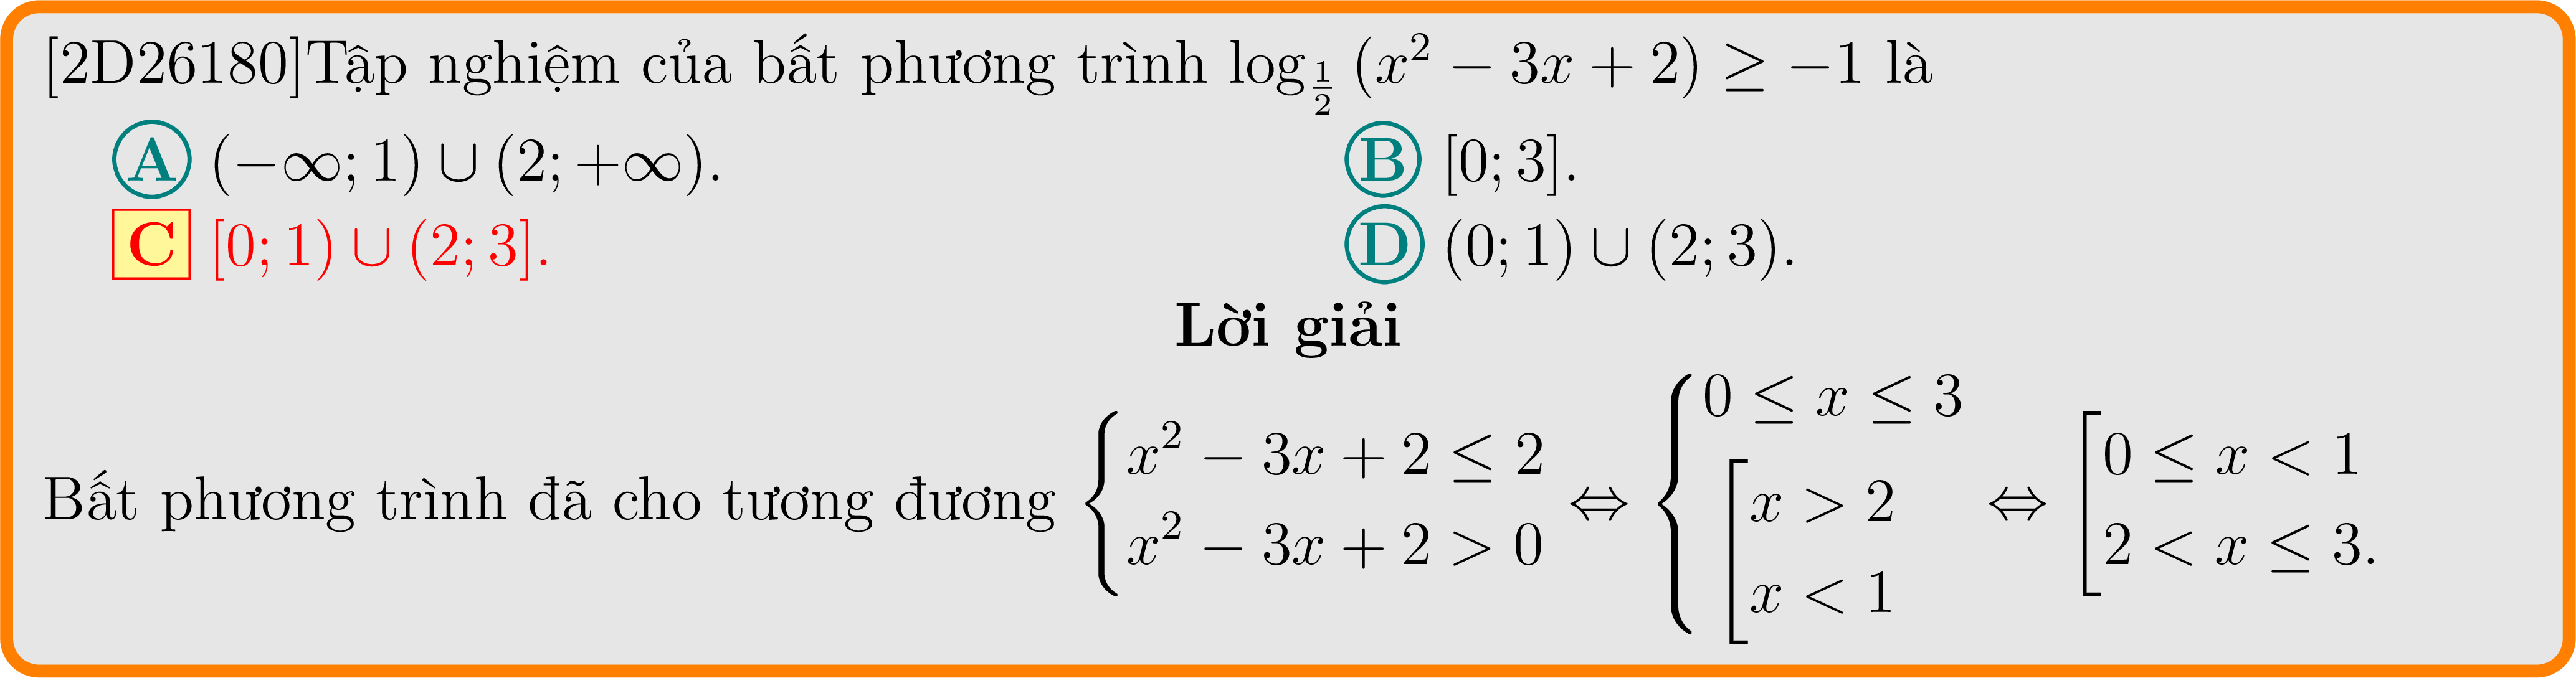 [2D26180]Tập nghiệm của bất phương trình $\log_{\frac{1}{2}}(x^2 - 3x + 2) \geq -1$ là
A $(-\infty; 1) \cup (2; +\infty)$. B $[0; 3]$.
C $[0; 1) \cup (2; 3]$. D $(0; 1) \cup (2; 3)$.
Lời giải
Bất phương trình đã cho tương đương $\begin{cases} x^2 - 3x + 2 \leq 2 \\ x^2 - 3x + 2 > 0 \end{cases} \Leftrightarrow \begin{cases} 0 \leq x \leq 3 \\ \left[\begin{array}{l} x > 2 \\ x < 1 \end{array}\right. \end{cases} \Leftrightarrow \left[\begin{array}{l} 0 \leq x < 1 \\ 2 < x \leq 3. \end{array}\right.$